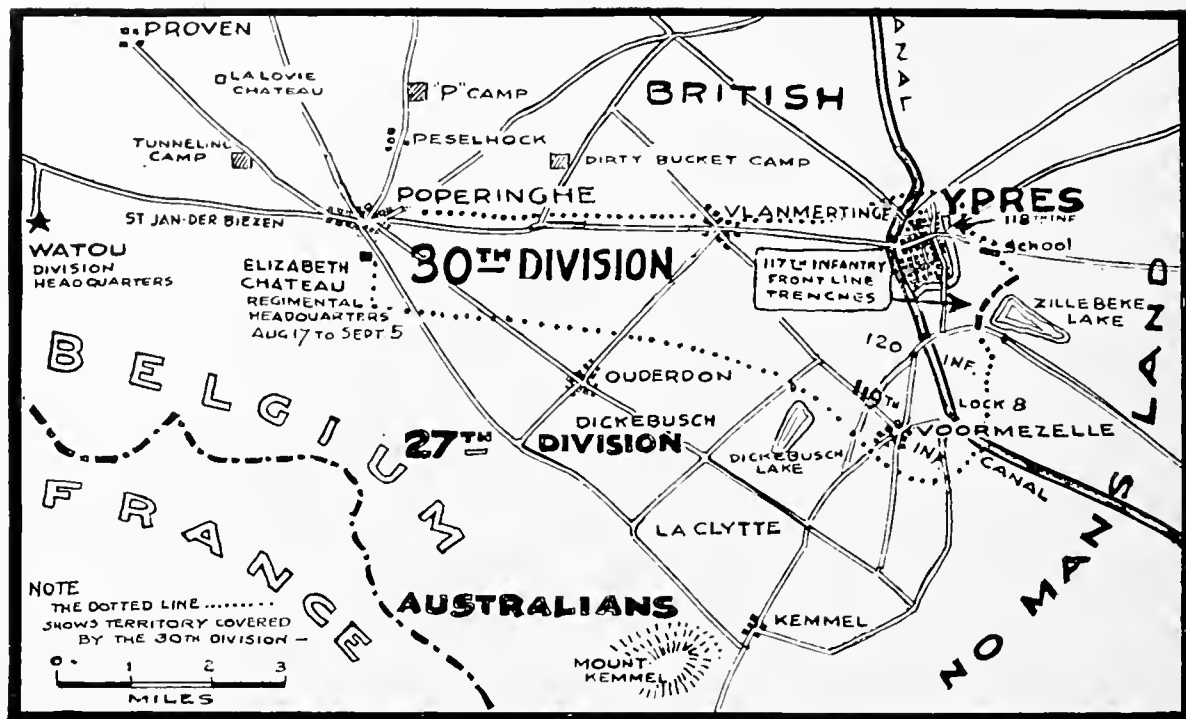 PROVEN
LA LOVIE
CHATEAU
"P" CAMP
BRITISH
ANAL
TUNNELING
CAMP
PESELHOCK
DIRTY BUCKET CAMP
POPERINGHE
ST JAN-DER BIEZEN
VLANMERTINGE
YPRES
118TH INF
SCHOOL
WATOU
DIVISION
HEADQUARTERS
ELIZABETH
CHATEAU
REGIMENTAL
HEADQUARTERS
AUG 17 TO SEPT. 5
30TH DIVISION
117TH INFANTRY
FRONT LINE
TRENCHES
ZILLEBEKE
LAKE
120
INF.
BELGIUM
OUDERDON
119TH
INF
LOCK 8
DICKEBUSCH
27TH DIVISION
DICKEBUSCH
LAKE
VOORMEZELLE
CANAL
FRANCE
LA CLYTTE
NO MANS LAND
NOTE
THE DOTTED LINE ..........
SHOWS TERRITORY COVERED
BY THE 30TH DIVISION —
AUSTRALIANS
KEMMEL
MOUNT
KEMMEL
0 1 2 3
MILES